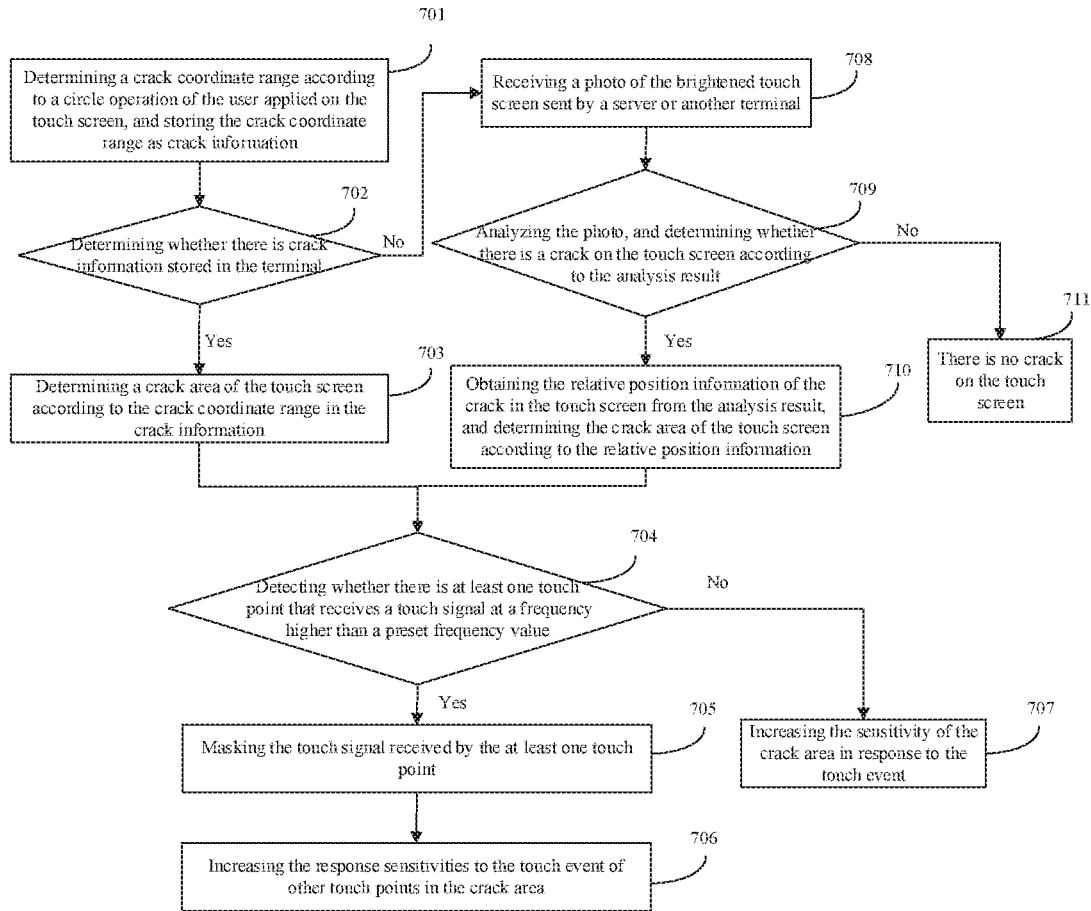 701
Determining a crack coordinate range according
to a circle operation of the user applied on the
touch screen, and storing the crack coordinate
range as crack information
702
Determining whether there is crack
information stored in the terminal
No
Yes
703
Determining a crack area of the touch screen
according to the crack coordinate range in the
crack information
708
Receiving a photo of the brightened touch
screen sent by a server or another terminal
709
Analyzing the photo, and determining whether
there is a crack on the touch screen according
to the analysis result
No
Yes
711
There is no crack
on the touch
screen
710
Obtaining the relative position information of the
crack in the touch screen from the analysis result,
and determining the crack area of the touch screen
according to the relative position information
704
Detecting whether there is at least one touch
point that receives a touch signal at a frequency
higher than a preset frequency value
No
Yes
705
Masking the touch signal received by the at least one touch
point
707
Increasing the sensitivity of the
crack area in response to the
touch event
706
Increasing the response sensitivities to the touch event of
other touch points in the crack area